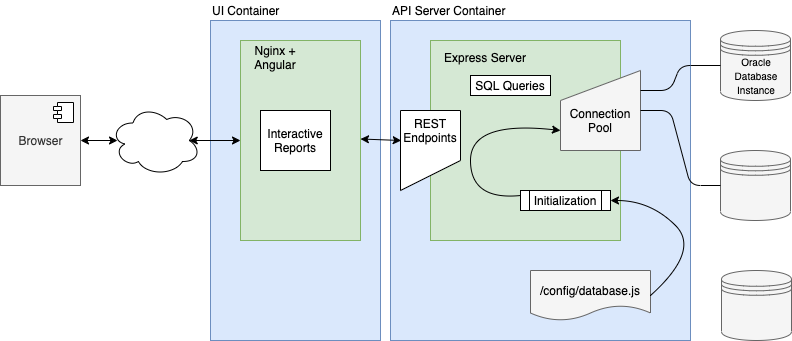 UI Container
API Server Container
Nginx +
Angular
Express Server
SQL Queries
Oracle
Database
Instance
Browser
Interactive
Reports
REST
Endpoints
Connection
Pool
Initialization
/config/database.js